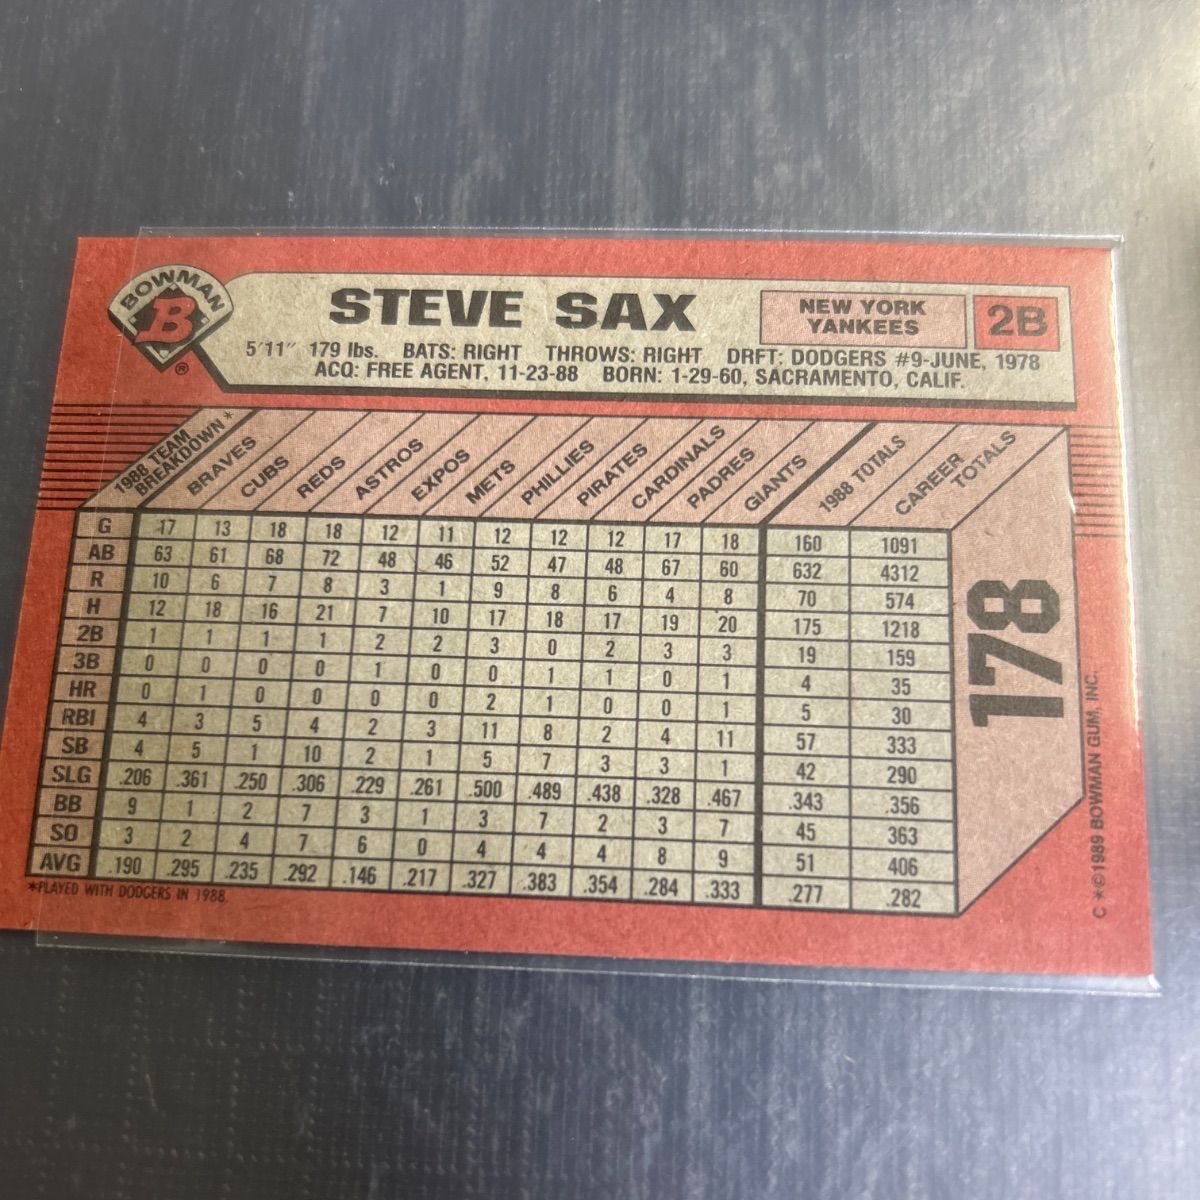 BOWMAN
B
®
STEVE SAX
NEW YORK
YANKEES
2B
5'11" 179 lbs. BATS: RIGHT THROWS: RIGHT DRFT: DODGERS #9-JUNE, 1978
ACQ: FREE AGENT, 11-23-88 BORN: 1-29-60, SACRAMENTO, CALIF.
1988 TEAM
BREAKDOWN * BRAVES CUBS REDS ASTROS EXPOS METS PHILLIES PIRATES CARDINALS PADRES GIANTS 1988 TOTALS CAREER
TOTALS
G 17 13 18 18 12 11 12 12 12 17 18 160 1091
AB 63 61 68 72 48 46 52 47 48 67 60 632 4312
R 10 6 7 8 3 1 9 8 6 4 8 70 574
H 12 18 16 21 7 10 17 18 17 19 20 175 1218
2B 1 1 1 1 2 2 3 0 2 3 3 19 159
3B 0 0 0 0 1 0 0 1 1 0 1 4 35
HR 0 1 0 0 0 0 2 1 0 0 1 5 30
RBI 4 3 5 4 2 3 11 8 2 4 11 57 333
SB 4 5 1 10 2 1 5 7 3 3 1 42 290
SLG .206 .361 .250 .306 .229 .261 .500 .489 .438 .328 .467 .343 .356
BB 9 1 2 7 3 1 3 7 2 3 7 45 363
SO 3 2 4 7 6 0 4 4 4 8 9 51 406
AVG .190 .295 .235 .292 .146 .217 .327 .383 .354 .284 .333 .277 .282
*PLAYED WITH DODGERS IN 1988.
178
C *©1989 BOWMAN GUM, INC.